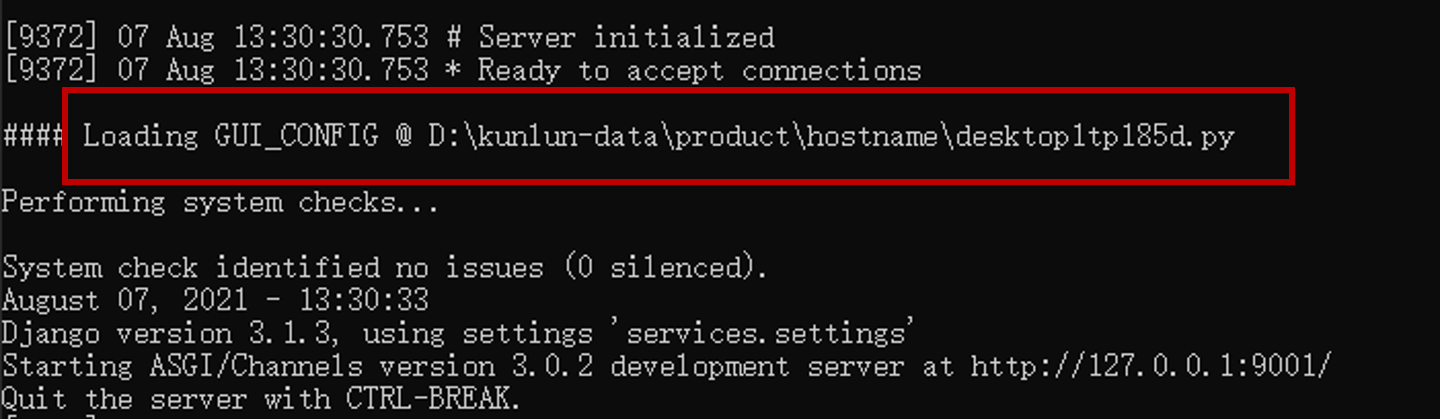 [9372] 07 Aug 13:30:30.753 # Server initialized
[9372] 07 Aug 13:30:30.753 * Ready to accept connections
#### Loading GUI_CONFIG @ D:\kunlun-data\product\hostname\desktopltpl85d.py
Performing system checks...
System check identified no issues (0 silenced).
August 07, 2021 - 13:30:33
Django version 3.1.3, using settings 'services.settings'
Starting ASGI/Channels version 3.0.2 development server at http://127.0.0.1:9001/
Quit the server with CTRL-BREAK.